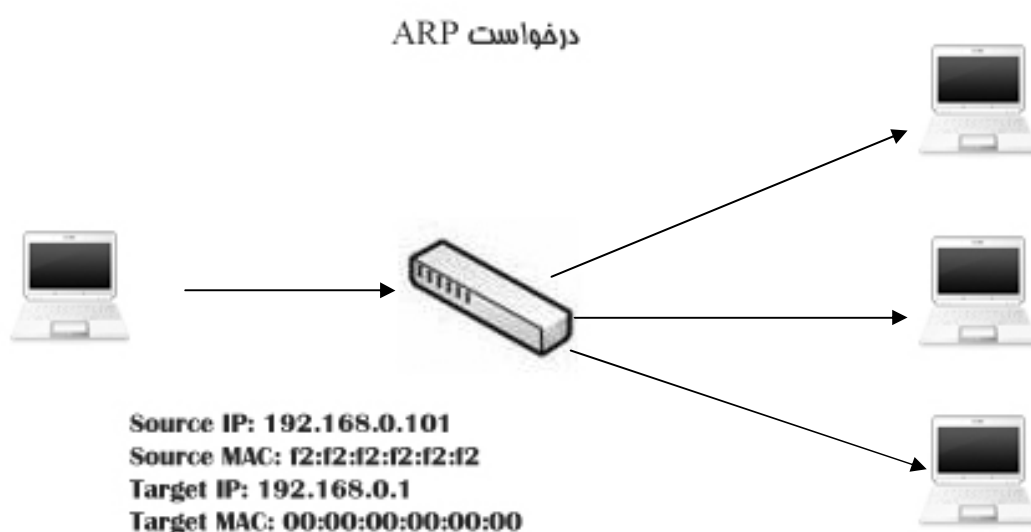 درخواست ARP
Source IP: 192.168.0.101
Source MAC: f2:f2:f2:f2:f2:f2
Target IP: 192.168.0.1
Target MAC: 00:00:00:00:00:00